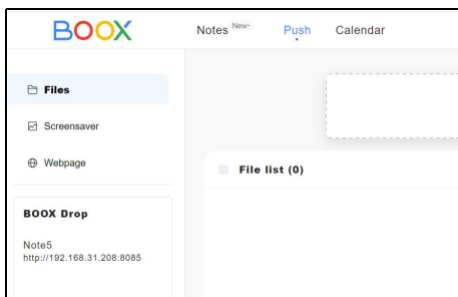 BOOX
Notes New~ Push Calendar
Files
Screensaver
Webpage
File list (0)
BOOX Drop
Note5
http://192.168.31.208:8085